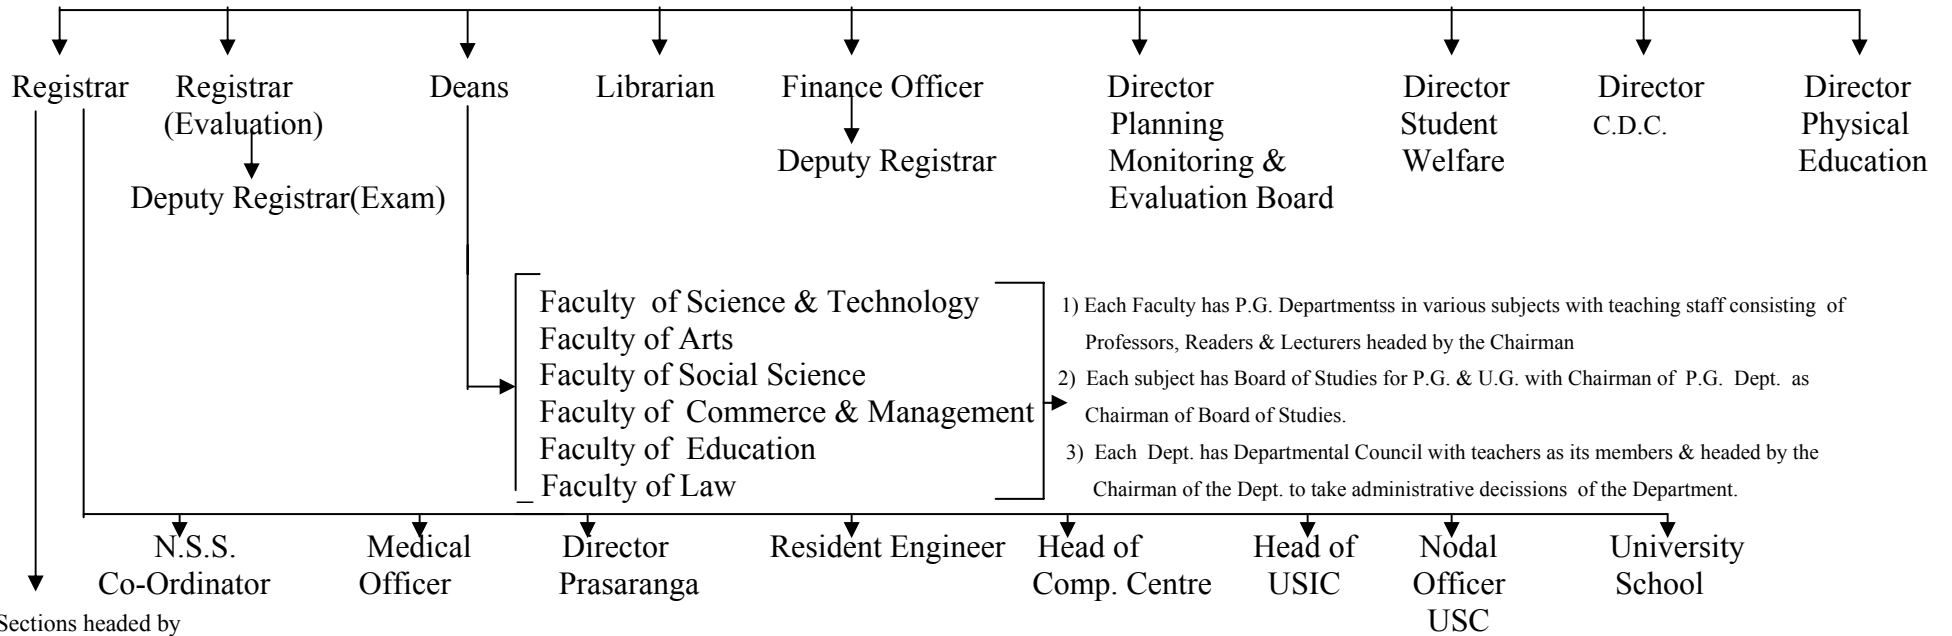 Registrar
Registrar
(Evaluation)
Deputy Registrar(Exam)
Deans
Librarian
Finance Officer
Deputy Registrar
Director
Planning
Monitoring &
Evaluation Board
Director
Student
Welfare
Director
C.D.C.
Director
Physical
Education
Faculty of Science & Technology
Faculty of Arts
Faculty of Social Science
Faculty of Commerce & Management
Faculty of Education
Faculty of Law
1) Each Faculty has P.G. Departmentss in various subjects with teaching staff consisting of
Professors, Readers & Lecturers headed by the Chairman
2) Each subject has Board of Studies for P.G. & U.G. with Chairman of P.G. Dept. as
Chairman of Board of Studies.
3) Each Dept. has Departmental Council with teachers as its members & headed by the
Chairman of the Dept. to take administrative decissions of the Department.
N.S.S.
Co-Ordinator
Medical
Officer
Director
Prasaranga
Resident Engineer
Head of
Comp. Centre
Head of
USIC
Nodal
Officer
USC
University
School
Sections headed by